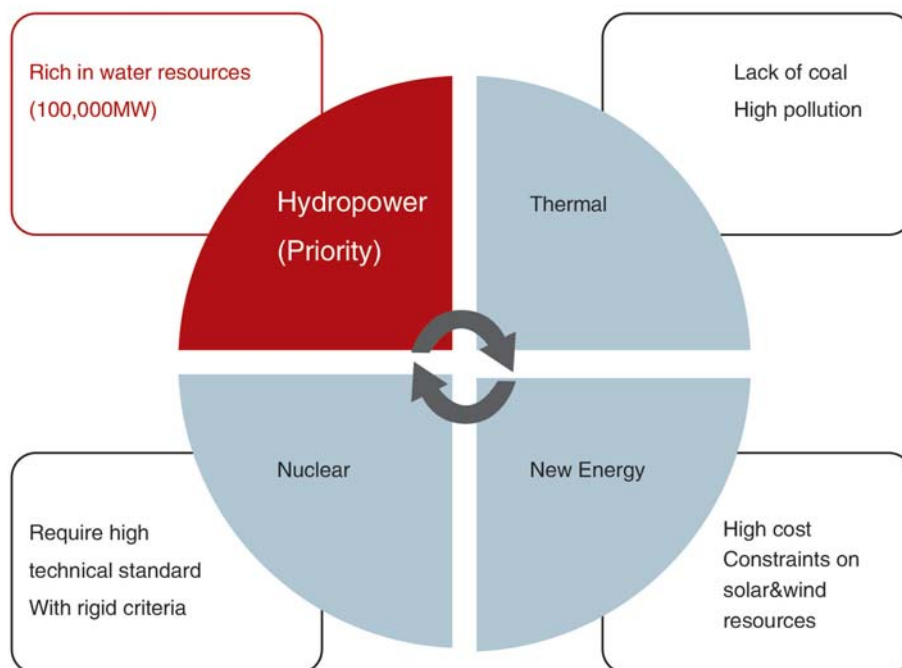 Rich in water resources
(100,000MW)
Lack of coal
High pollution
Hydropower
(Priority)
Thermal
Nuclear
New Energy
Require high
technical standard
With rigid criteria
High cost
Constraints on
solar&wind
resources